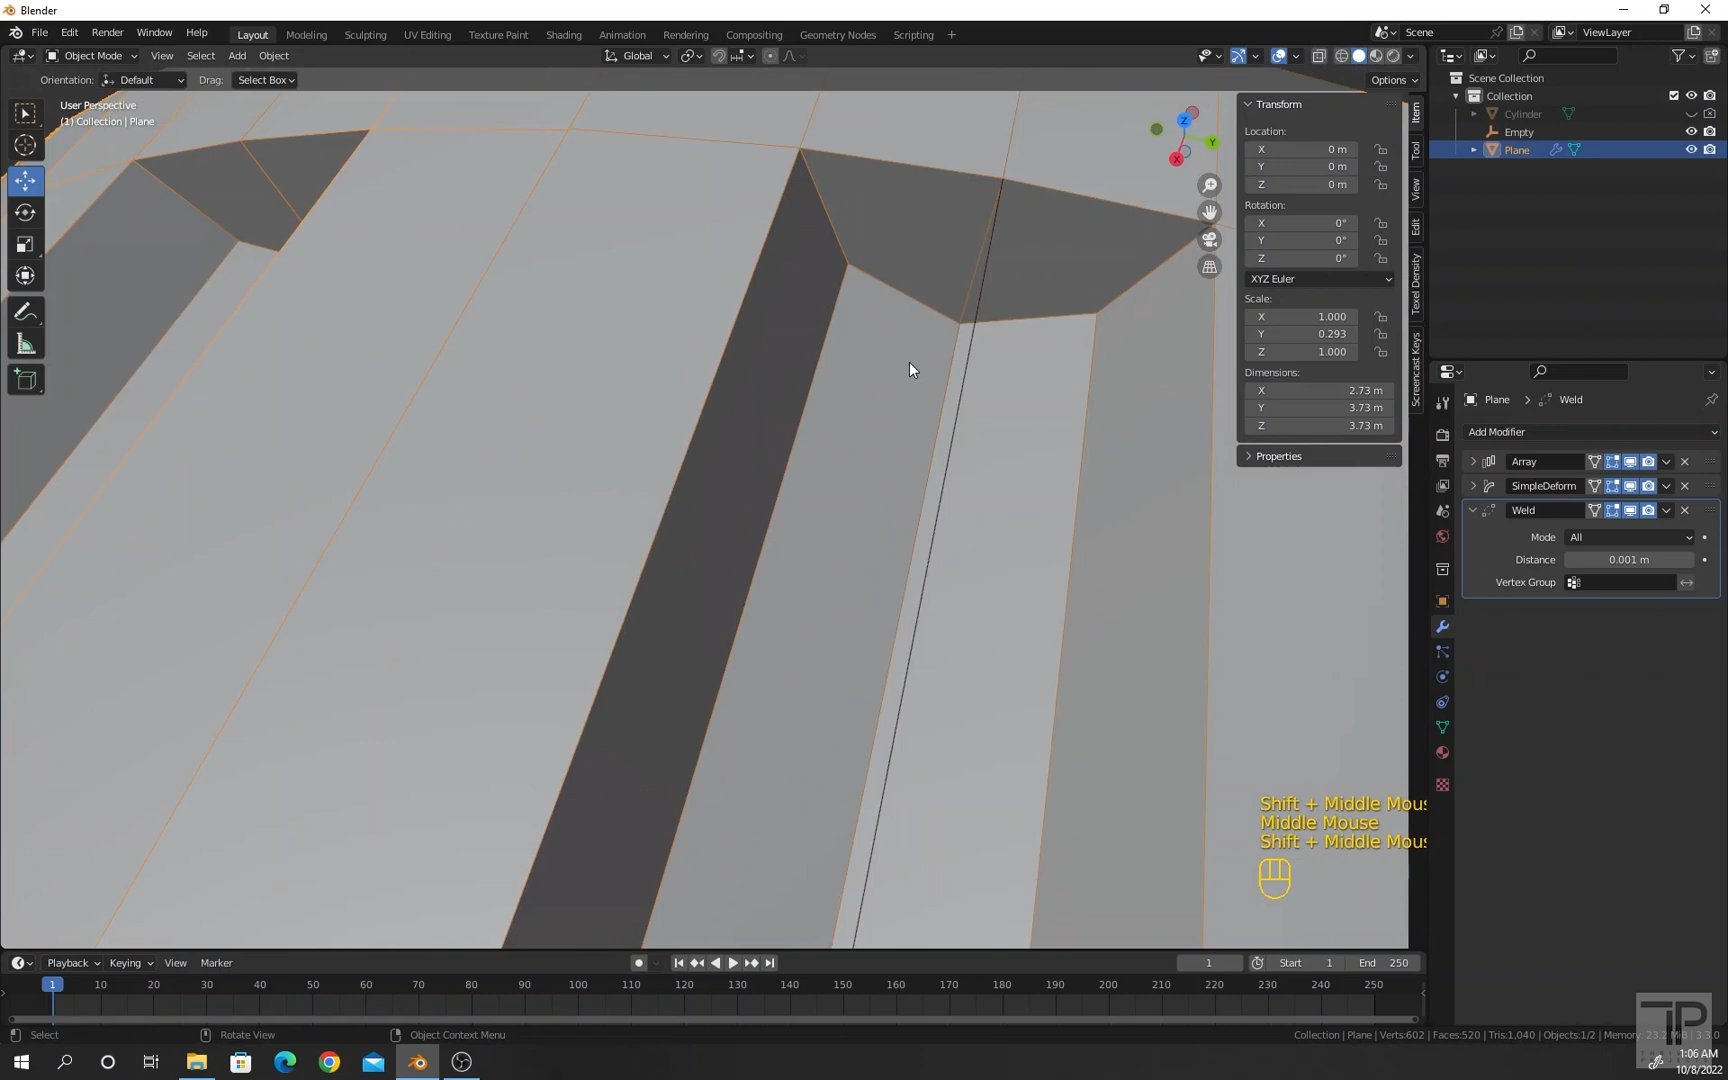 Blender
File Edit Render Window Help Layout Modeling Sculpting UV Editing Texture Paint Shading Animation Rendering Compositing Geometry Nodes Scripting + Scene ViewLayer
Object Mode View Select Add Object Global
Orientation: Default Drag: Select Box Options
User Perspective
(1) Collection | Plane
Z
Y
X
Transform
Location:
X 0 m
Y 0 m
Z 0 m
Rotation:
X 0°
Y 0°
Z 0°
XYZ Euler
Scale:
X 1.000
Y 0.293
Z 1.000
Dimensions:
X 2.73 m
Y 3.73 m
Z 3.73 m
Properties
Item
Tool
View
Edit
Texel Density
Screencast Keys
Scene Collection
Collection
Cylinder
Empty
Plane
Plane > Weld
Add Modifier
Array
SimpleDeform
Weld
Mode All
Distance 0.001 m
Vertex Group
Shift + Middle Mous
Middle Mouse
Shift + Middle Mous
Playback Keying View Marker 1 Start 1 End 250
1 10 20 30 40 50 60 70 80 90 100 110 120 130 140 150 160 170 180 190 200 210 220 230 240 250
Select Rotate View Object Context Menu Collection | Plane | Verts:602 | Faces:520 | Tris:1,040 | Objects:1/2 | Memory: 23.2 MiB | 3.3.0
TP
1:06 AM
10/8/2022